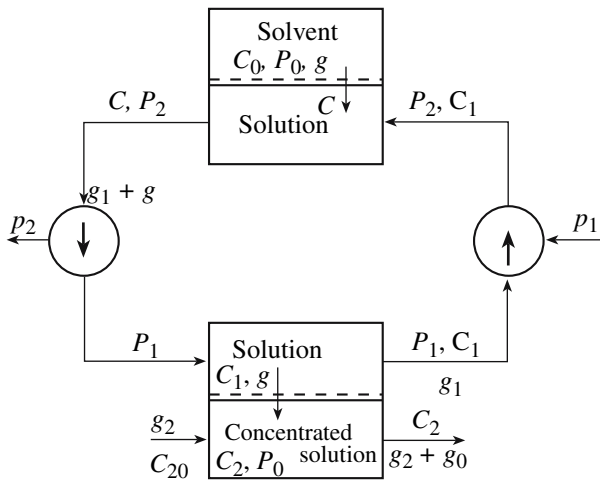 Solvent
C₀, P₀, g
C
Solution
C, P₂
P₂, C₁
g₁ + g
p₂
p₁
P₁
Solution
C₁, g
P₁, C₁
g₁
g₂
C₂₀
Concentrated
solution
C₂, P₀
C₂
g₂ + g₀